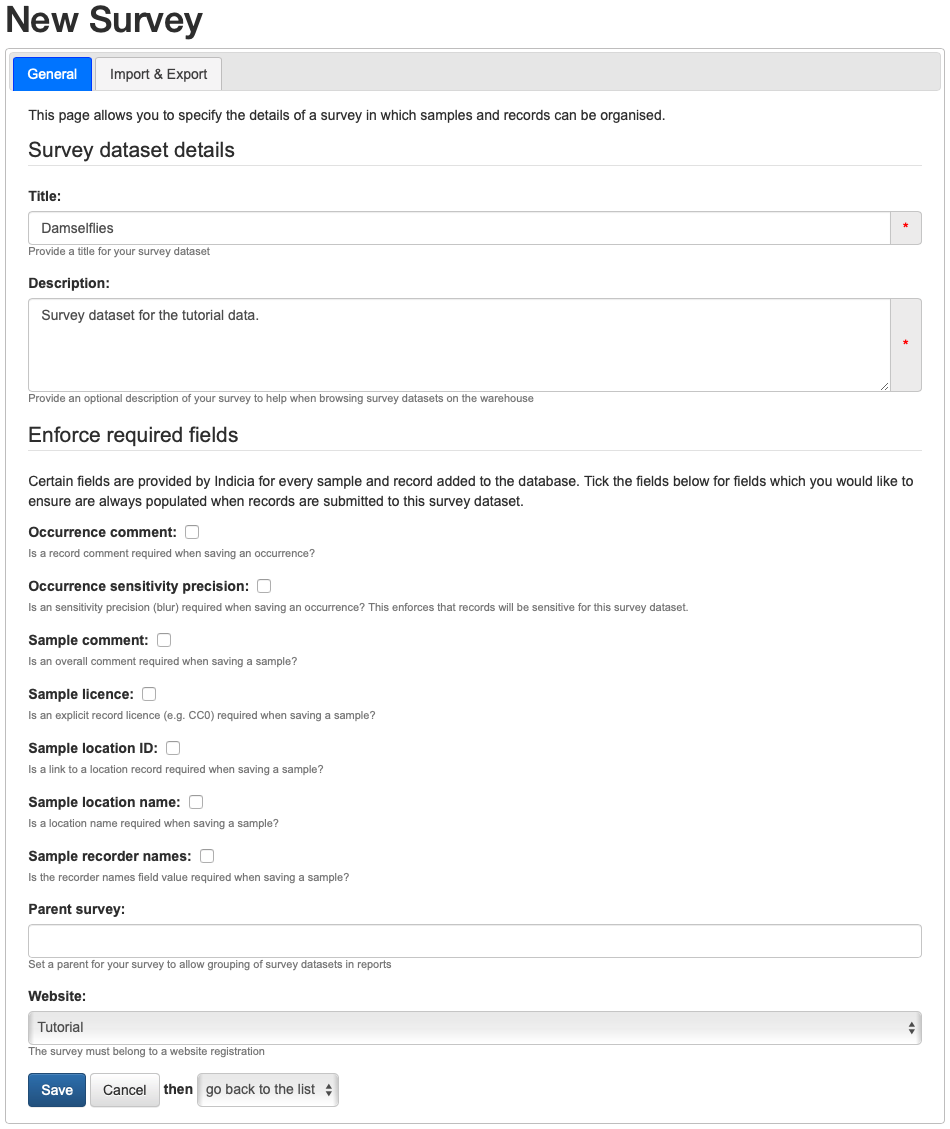 New Survey
General
Import & Export
This page allows you to specify the details of a survey in which samples and records can be organised.
Survey dataset details
Title:
Damselflies
*
Provide a title for your survey dataset
Description:
Survey dataset for the tutorial data.
*
Provide an optional description of your survey to help when browsing survey datasets on the warehouse
Enforce required fields
Certain fields are provided by Indicia for every sample and record added to the database. Tick the fields below for fields which you would like to
ensure are always populated when records are submitted to this survey dataset.
Occurrence comment:
Is a record comment required when saving an occurrence?
Occurrence sensitivity precision:
Is an sensitivity precision (blur) required when saving an occurrence? This enforces that records will be sensitive for this survey dataset.
Sample comment:
Is an overall comment required when saving a sample?
Sample licence:
Is an explicit record licence (e.g. CC0) required when saving a sample?
Sample location ID:
Is a link to a location record required when saving a sample?
Sample location name:
Is a location name required when saving a sample?
Sample recorder names:
Is the recorder names field value required when saving a sample?
Parent survey:
Set a parent for your survey to allow grouping of survey datasets in reports
Website:
Tutorial
The survey must belong to a website registration
Save Cancel then go back to the list